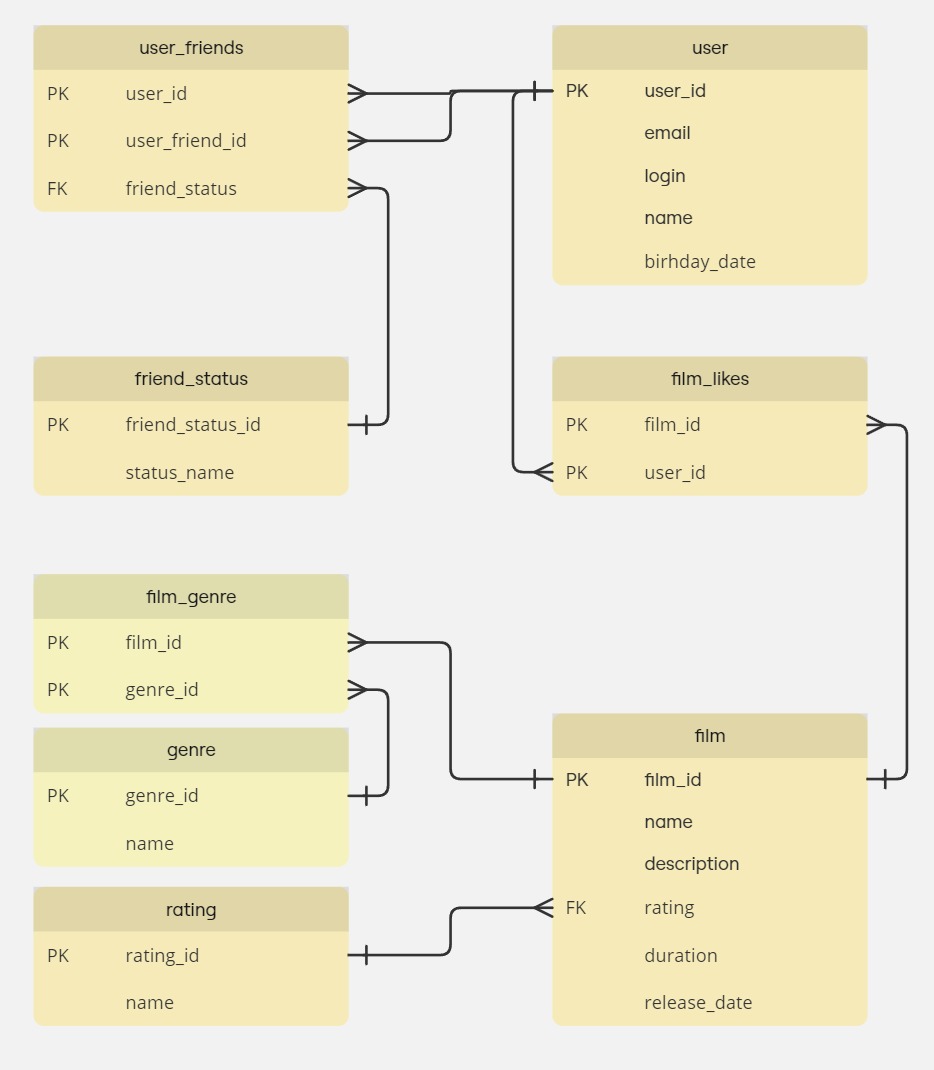 user_friends
PK user_id
PK user_friend_id
FK friend_status
user
PK user_id
email
login
name
birhday_date
friend_status
PK friend_status_id
status_name
film_likes
PK film_id
PK user_id
film_genre
PK film_id
PK genre_id
genre
PK genre_id
name
rating
PK rating_id
name
film
PK film_id
name
description
FK rating
duration
release_date